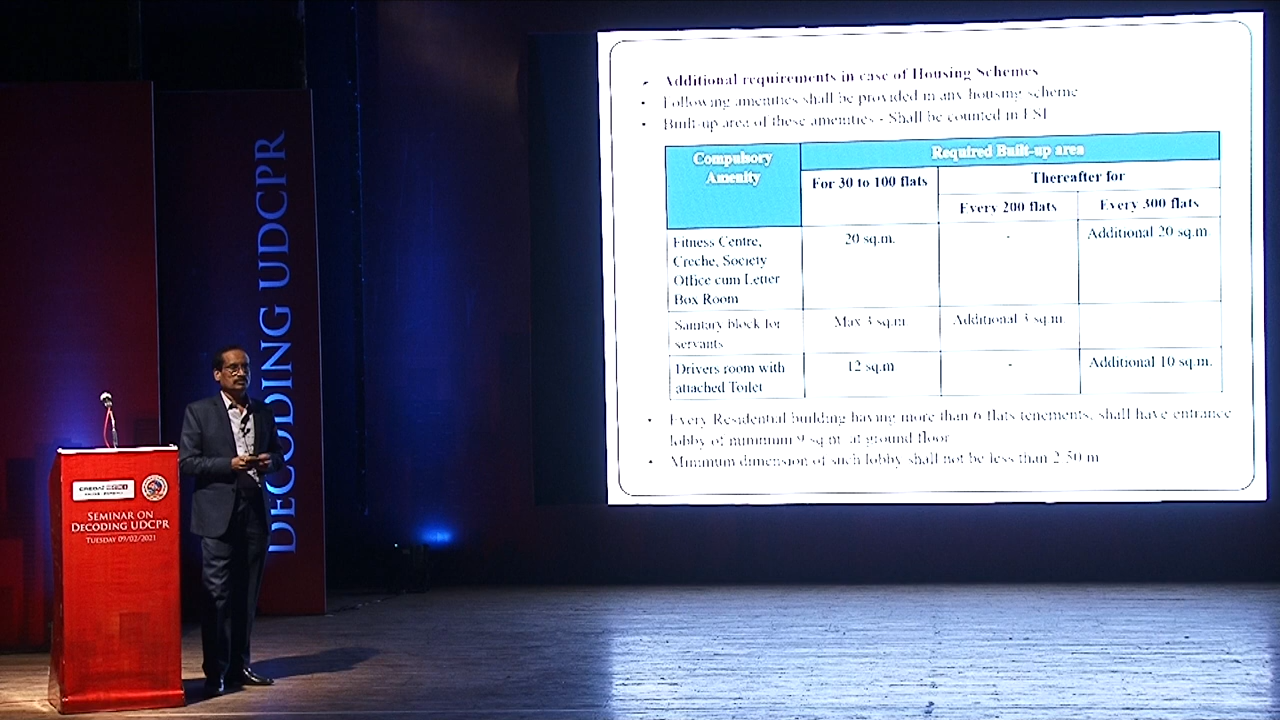 • Additional requirements in case of Housing Schemes
• Following amenities shall be provided in any housing scheme
• Built-up area of these amenities - Shall be counted in FSI
Compulsory Amenity
Required Built-up area
For 30 to 100 flats
Thereafter for
Every 200 flats
Every 300 flats
Fitness Centre,
Creche, Society
Office cum Letter
Box Room
20 sq.m.
-
Additional 20 sq.m
Sanitary block for
servants
Max 3 sq.m
Additional 3 sq.m.
Drivers room with
attached Toilet
12 sq.m
-
Additional 10 sq.m.
• Every Residential building having more than 6 flats tenements, shall have entrance
lobby of minimum 9 sq.mt. at ground floor
• Minimum dimension of such lobby shall not be less than 2.50 m
DECODING UDCPR
CREDAI
SEMINAR ON
DECODING UDCPR
TUESDAY 09/02/2021